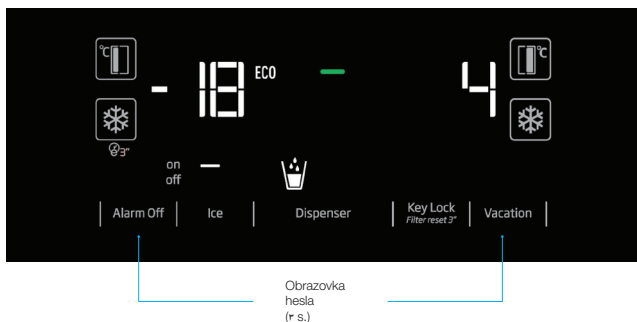 °C
°C
-18
ECO
4
3"
on
off
Alarm Off
Ice
Dispenser
Key Lock
Filter reset 3"
Vacation
Obrazovka
hesla
(۳ s.)